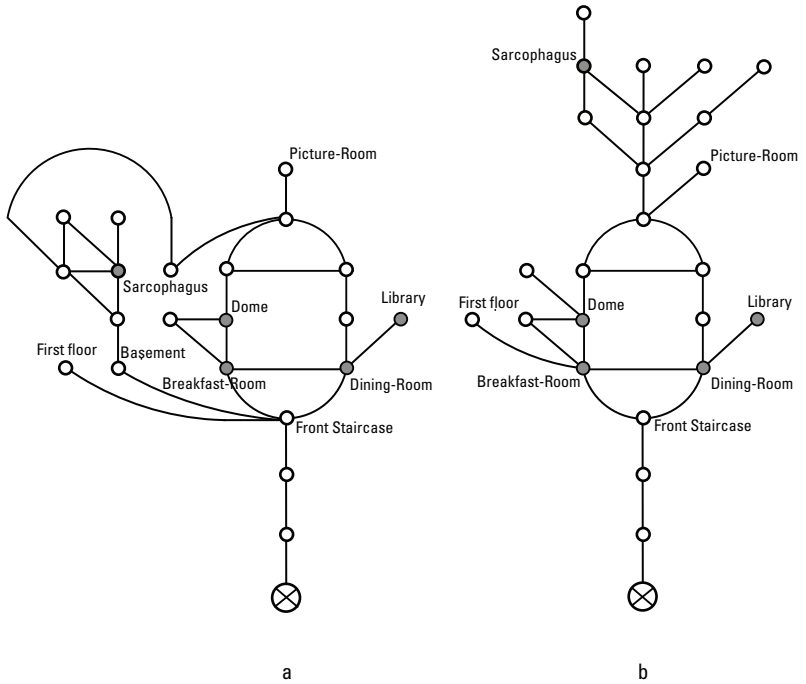 Picture-Room
Sarcophagus
Dome
Library
First floor
Basement
Breakfast-Room
Dining-Room
Front Staircase
a
Sarcophagus
Picture-Room
Dome
Library
First floor
Breakfast-Room
Dining-Room
Front Staircase
b